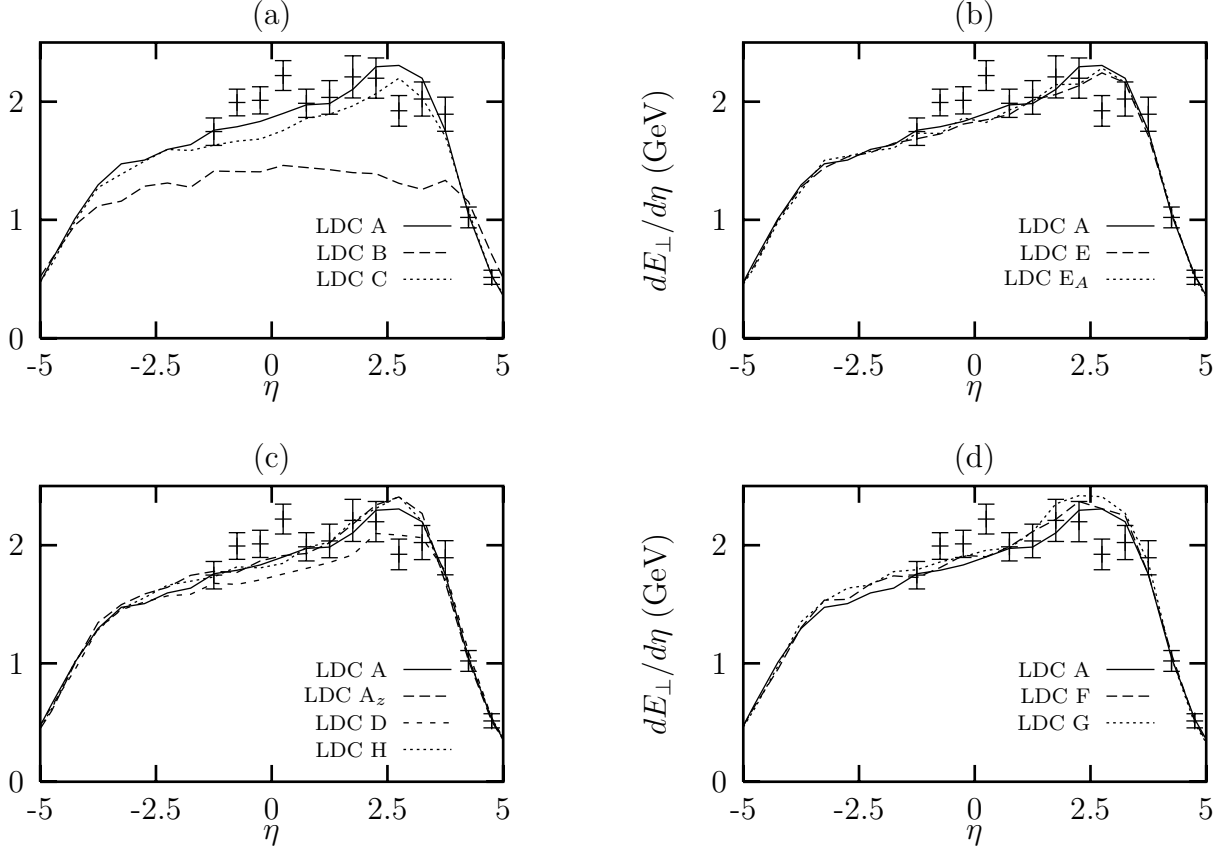 (a)
2
1
0
-5
-2.5
0
2.5
5
η
LDC A
LDC B
LDC C
(b)
dE⊥/dη (GeV)
2
1
0
-5
-2.5
0
2.5
5
η
LDC A
LDC E
LDC E_A
(c)
2
1
0
-5
-2.5
0
2.5
5
η
LDC A
LDC A_z
LDC D
LDC H
(d)
dE⊥/dη (GeV)
2
1
0
-5
-2.5
0
2.5
5
η
LDC A
LDC F
LDC G